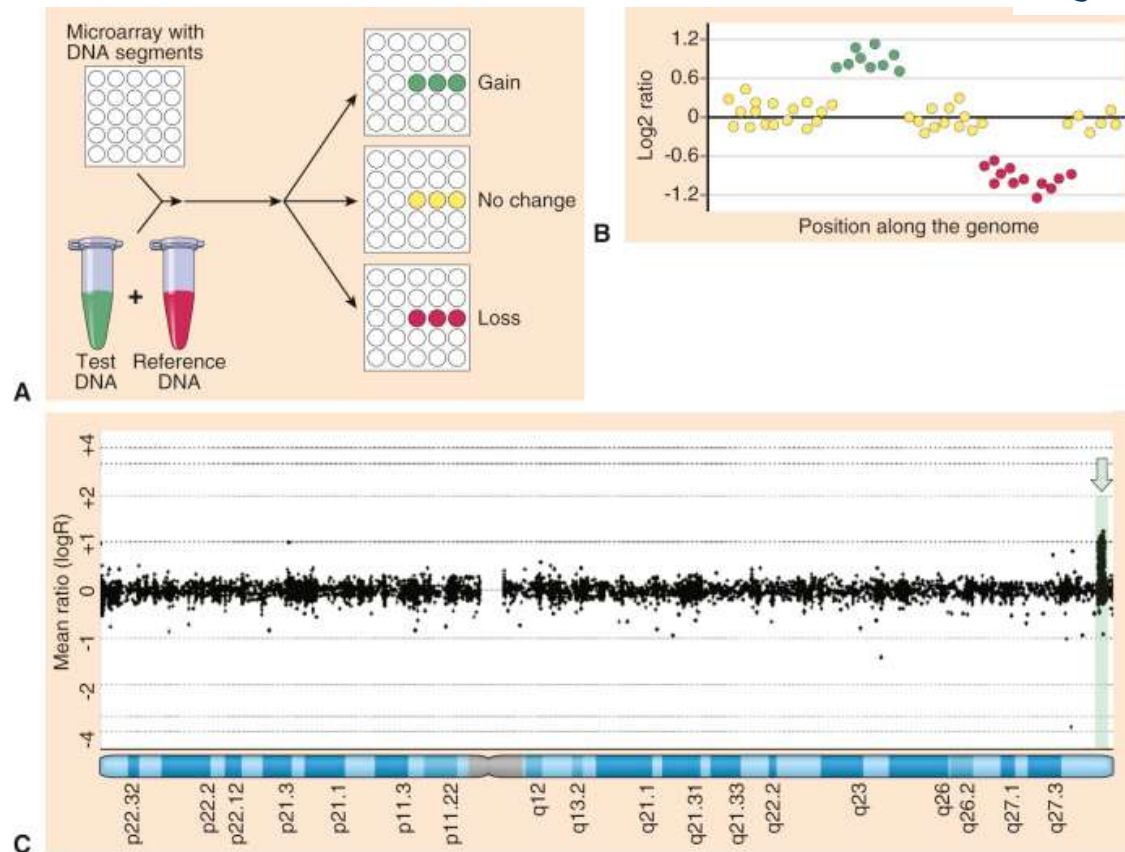 Microarray with
DNA segments
Gain
No change
Loss
+
Test
DNA
Reference
DNA
A
Log2 ratio
1.2
0.6
0
-0.6
-1.2
Position along the genome
B
Mean ratio (logR)
+4
+2
+1
0
-1
-2
-4
p22.32
p22.2
p22.12
p21.3
p21.1
p11.3
p11.22
q12
q13.2
q21.1
q21.31
q21.33
q22.2
q23
q26
q26.2
q27.1
q27.3
C